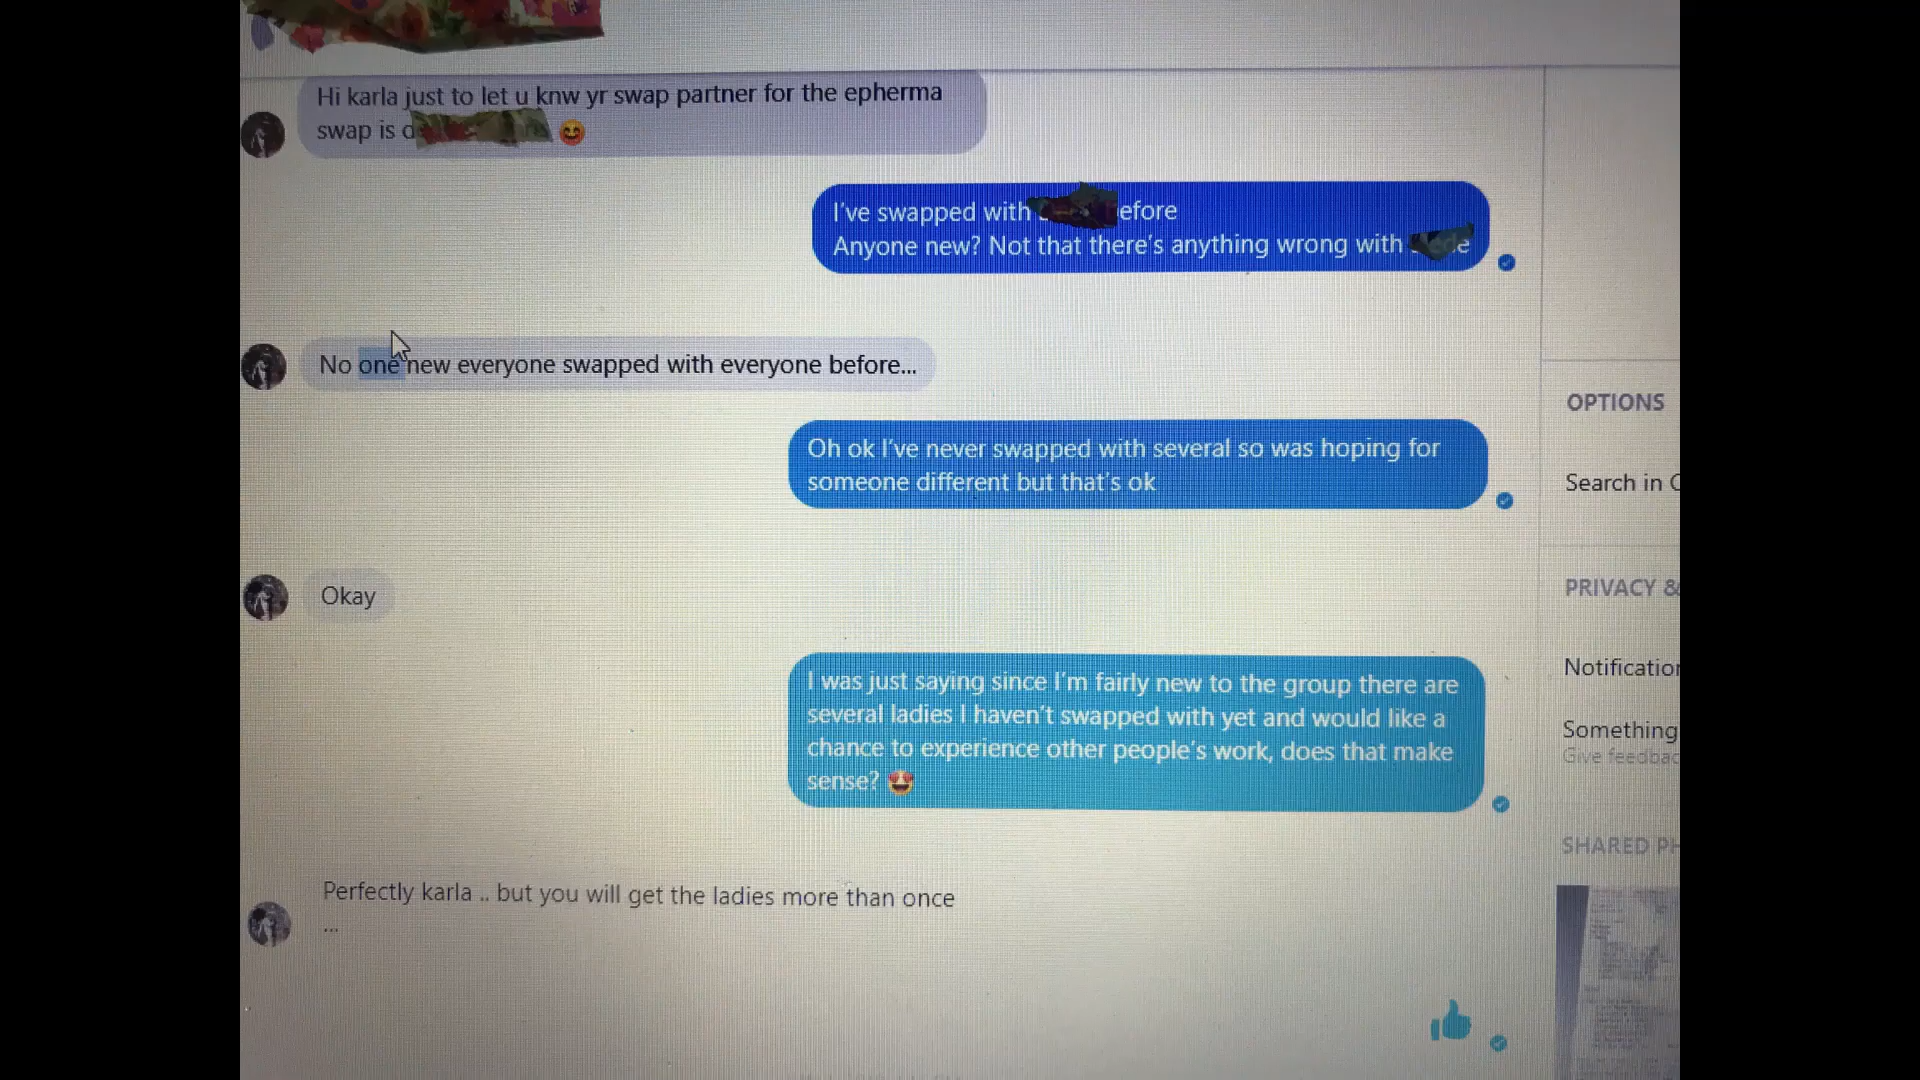 Hi karla just to let u knw yr swap partner for the epherma
swap is
I've swapped with efore
Anyone new? Not that there's anything wrong with
No one new everyone swapped with everyone before...
Oh ok I've never swapped with several so was hoping for
someone different but that's ok
OPTIONS
Search in
Okay
PRIVACY &
I was just saying since I'm fairly new to the group there are
several ladies I haven't swapped with yet and would like a
chance to experience other people's work, does that make
sense?
Notification
Something
Give feedbac
SHARED PH
Perfectly karla .. but you will get the ladies more than once
...